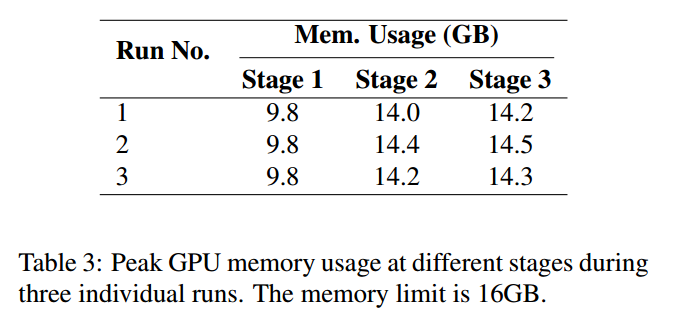 Run No. Mem. Usage (GB)
Stage 1 Stage 2 Stage 3
1 9.8 14.0 14.2
2 9.8 14.4 14.5
3 9.8 14.2 14.3
Table 3: Peak GPU memory usage at different stages during
three individual runs. The memory limit is 16GB.